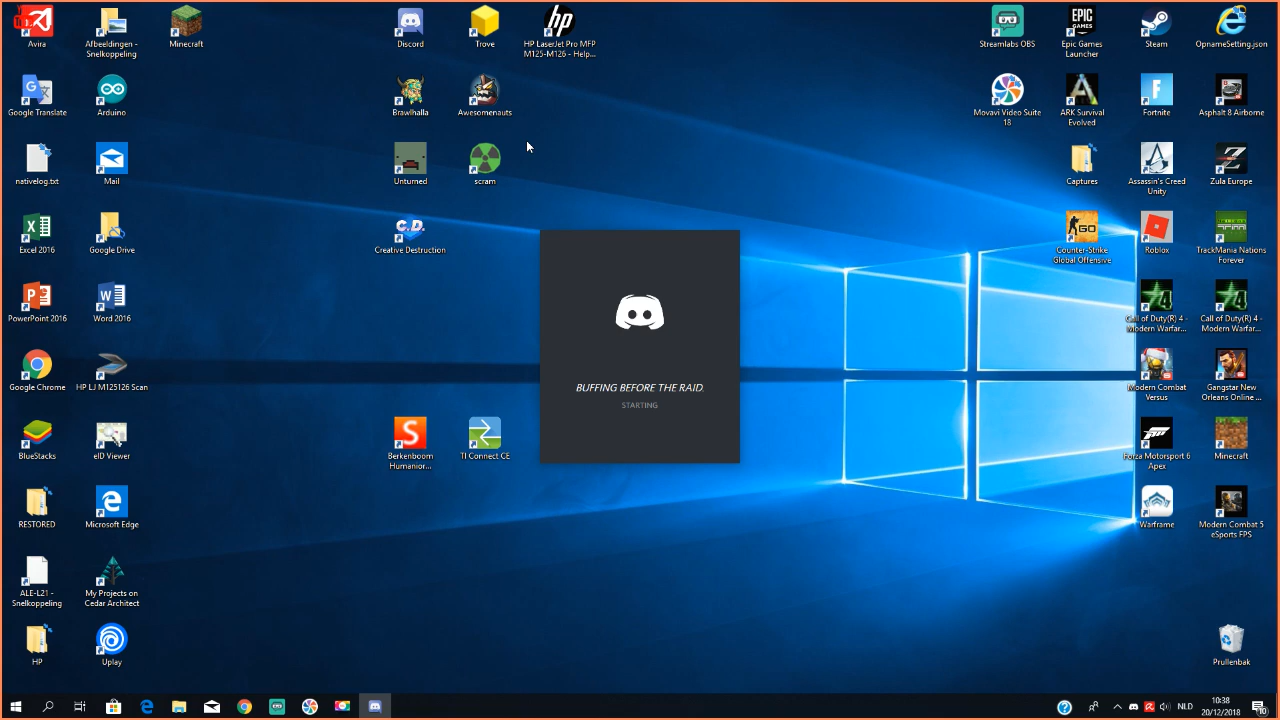 Avira
Afbeeldingen -
Snelkoppeling
Minecraft
Discord
Trove
hp
HP LaserJet Pro MFP
M125-M126 - Help...
Streamlabs OBS
EPIC
GAMES
Epic Games
Launcher
Steam
OpnameSetting.json
Google Translate
Arduino
Brawlhalla
Awesomenauts
Movavi Video Suite
18
ARK Survival
Evolved
Fortnite
Asphalt 8 Airborne
nativelog.txt
Mail
Unturned
scram
Captures
Assassin's Creed
Unity
Zula Europe
Excel 2016
Google Drive
C.D.
Creative Destruction
GO
Counter-Strike
Global Offensive
Roblox
TrackMania Nations
Forever
PowerPoint 2016
Word 2016
Call of Duty(R) 4 -
Modern Warfar...
Call of Duty(R) 4 -
Modern Warfar...
Google Chrome
HP LJ M125126 Scan
BUFFING BEFORE THE RAID.
STARTING
Modern Combat
Versus
Gangstar New
Orleans Online ...
BlueStacks
eID Viewer
Berkenboom
Humanior...
TI Connect CE
Forza Motorsport 6
Apex
Minecraft
RESTORED
Microsoft Edge
Warframe
Modern Combat 5
eSports FPS
ALE-L21 -
Snelkoppeling
My Projects on
Cedar Architect
HP
Uplay
Prullenbak
NLD
10:38
20/12/2018
10